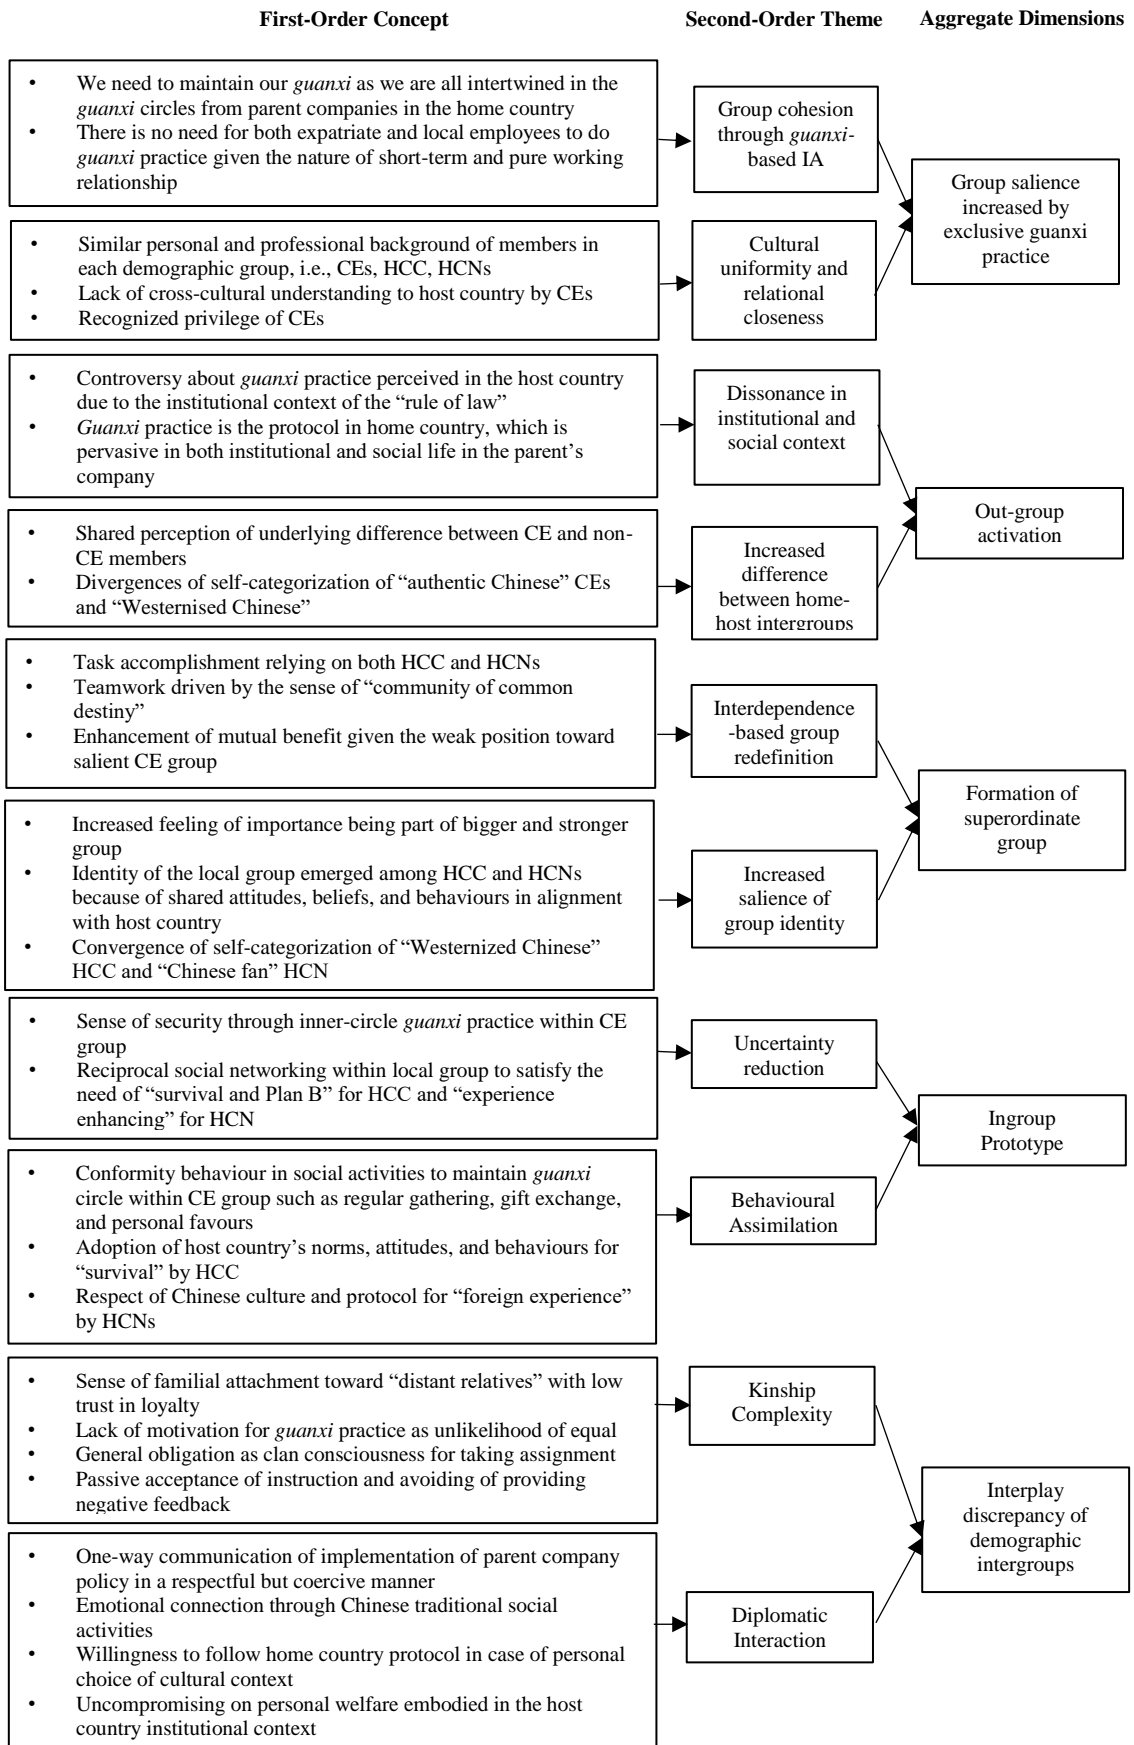 First-Order Concept
Second-Order Theme
Aggregate Dimensions
• We need to maintain our guanxi as we are all intertwined in the
guanxi circles from parent companies in the home country
• There is no need for both expatriate and local employees to do
guanxi practice given the nature of short-term and pure working
relationship
Group cohesion
through guanxi-
based IA
• Similar personal and professional background of members in
each demographic group, i.e., CEs, HCC, HCNs
• Lack of cross-cultural understanding to host country by CEs
• Recognized privilege of CEs
Cultural
uniformity and
relational
closeness
Group salience
increased by
exclusive guanxi
practice
• Controversy about guanxi practice perceived in the host country
due to the institutional context of the “rule of law”
• Guanxi practice is the protocol in home country, which is
pervasive in both institutional and social life in the parent’s
company
Dissonance in
institutional and
social context
• Shared perception of underlying difference between CE and non-
CE members
• Divergences of self-categorization of “authentic Chinese” CEs
and “Westernised Chinese”
Increased
difference
between home-
host intergroups
Out-group
activation
• Task accomplishment relying on both HCC and HCNs
• Teamwork driven by the sense of “community of common
destiny”
• Enhancement of mutual benefit given the weak position toward
salient CE group
Interdependence
-based group
redefinition
• Increased feeling of importance being part of bigger and stronger
group
• Identity of the local group emerged among HCC and HCNs
because of shared attitudes, beliefs, and behaviours in alignment
with host country
• Convergence of self-categorization of “Westernized Chinese”
HCC and “Chinese fan” HCN
Increased
salience of
group identity
Formation of
superordinate
group
• Sense of security through inner-circle guanxi practice within CE
group
• Reciprocal social networking within local group to satisfy the
need of “survival and Plan B” for HCC and “experience
enhancing” for HCN
Uncertainty
reduction
• Conformity behaviour in social activities to maintain guanxi
circle within CE group such as regular gathering, gift exchange,
and personal favours
• Adoption of host country’s norms, attitudes, and behaviours for
“survival” by HCC
• Respect of Chinese culture and protocol for “foreign experience”
by HCNs
Behavioural
Assimilation
Ingroup
Prototype
• Sense of familial attachment toward “distant relatives” with low
trust in loyalty
• Lack of motivation for guanxi practice as unlikelihood of equal
• General obligation as clan consciousness for taking assignment
• Passive acceptance of instruction and avoiding of providing
negative feedback
Kinship
Complexity
• One-way communication of implementation of parent company
policy in a respectful but coercive manner
• Emotional connection through Chinese traditional social
activities
• Willingness to follow home country protocol in case of personal
choice of cultural context
• Uncompromising on personal welfare embodied in the host
country institutional context
Diplomatic
Interaction
Interplay
discrepancy of
demographic
intergroups